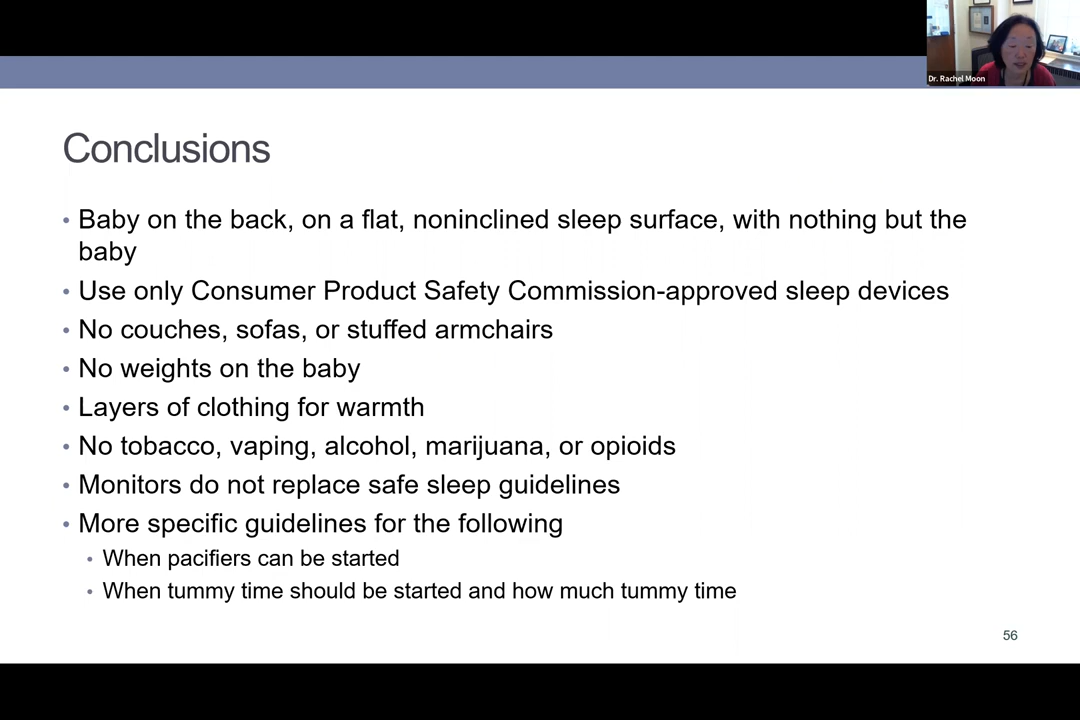 Dr. Rachel Moon
Conclusions
• Baby on the back, on a flat, noninclined sleep surface, with nothing but the
baby
• Use only Consumer Product Safety Commission-approved sleep devices
• No couches, sofas, or stuffed armchairs
• No weights on the baby
• Layers of clothing for warmth
• No tobacco, vaping, alcohol, marijuana, or opioids
• Monitors do not replace safe sleep guidelines
• More specific guidelines for the following
• When pacifiers can be started
• When tummy time should be started and how much tummy time
56